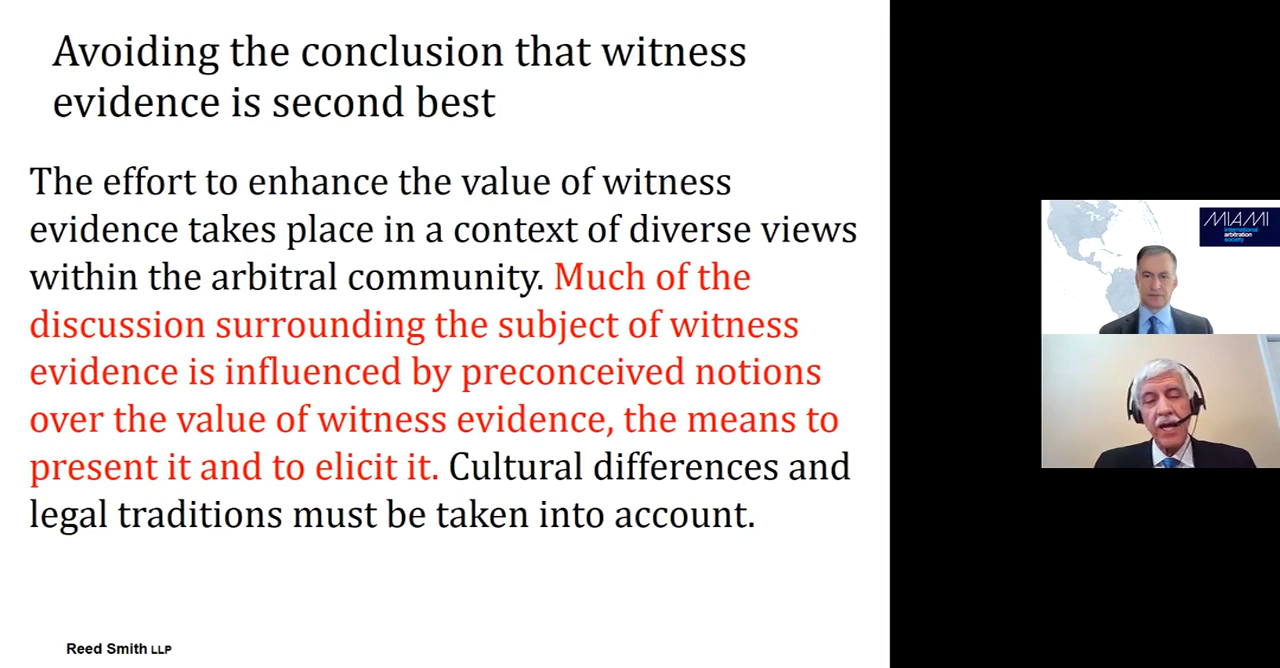 Avoiding the conclusion that witness
evidence is second best
The effort to enhance the value of witness
evidence takes place in a context of diverse views
within the arbitral community. Much of the
discussion surrounding the subject of witness
evidence is influenced by preconceived notions
over the value of witness evidence, the means to
present it and to elicit it. Cultural differences and
legal traditions must be taken into account.
Reed Smith LLP
MIAMI
international
arbitration
society